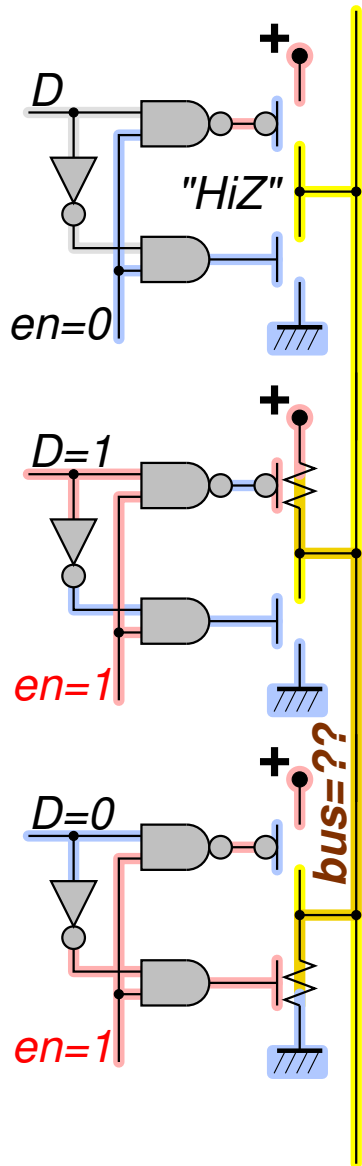 +
D
"HiZ"
en=0
+
D=1
en=1
bus=??
+
D=0
en=1